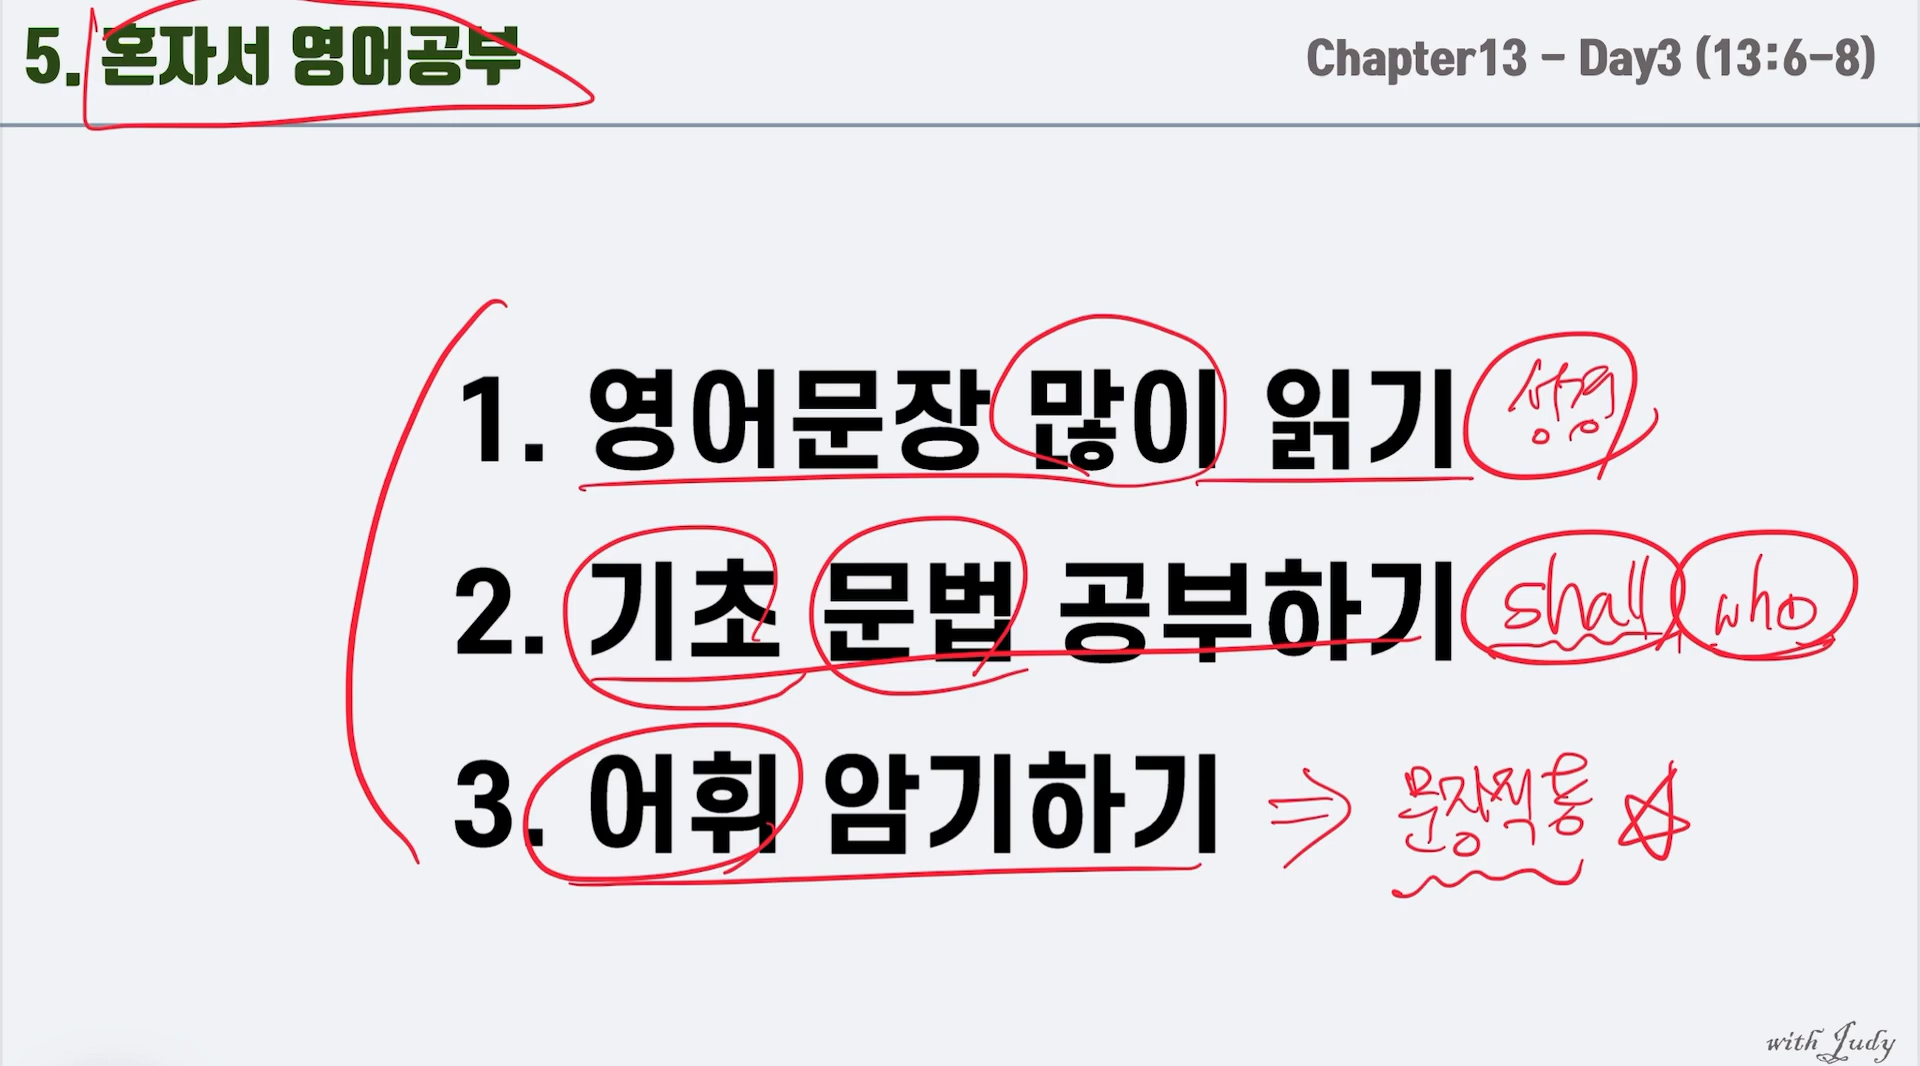 5. 혼자서 영어공부
Chapter13 – Day3 (13:6–8)
1. 영어문장 많이 읽기 성경
2. 기초 문법 공부하기 shall who
3. 어휘 암기하기 ⇒ 문장찍통 ☆
with Judy